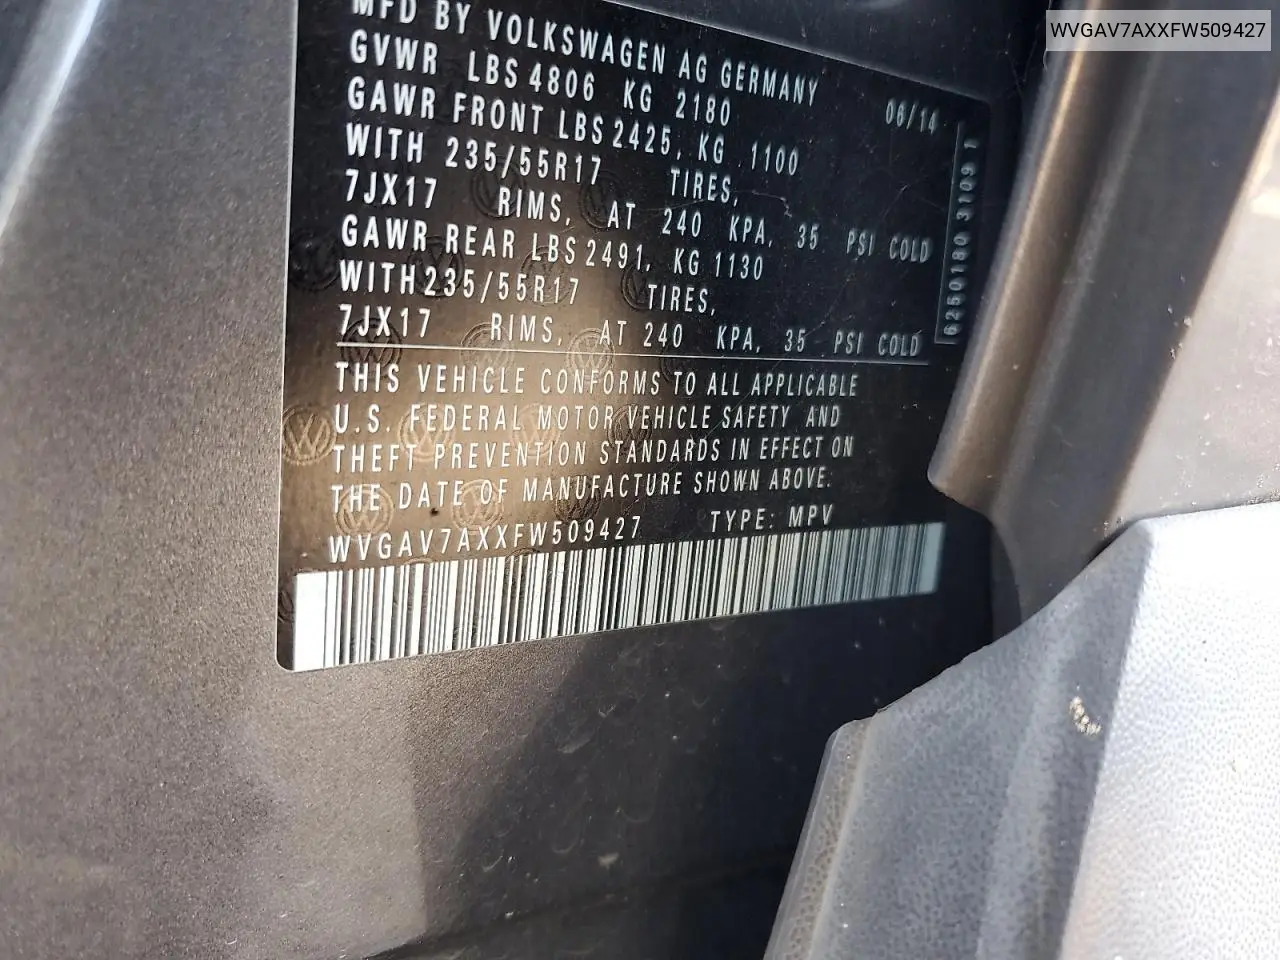 WVGAV7AXXFW509427
MFD BY VOLKSWAGEN AG GERMANY 06/14
GVWR LBS 4806 KG 2180
GAWR FRONT LBS 2425, KG 1100
WITH 235/55R17 TIRES,
7JX17 RIMS, AT 240 KPA, 35 PSI COLD
GAWR REAR LBS 2491, KG 1130
WITH 235/55R17 TIRES,
7JX17 RIMS, AT 240 KPA, 35 PSI COLD
THIS VEHICLE CONFORMS TO ALL APPLICABLE
U.S. FEDERAL MOTOR VEHICLE SAFETY AND
THEFT PREVENTION STANDARDS IN EFFECT ON
THE DATE OF MANUFACTURE SHOWN ABOVE.
WVGAV7AXXFW509427 TYPE: MPV
6250180 3109 1